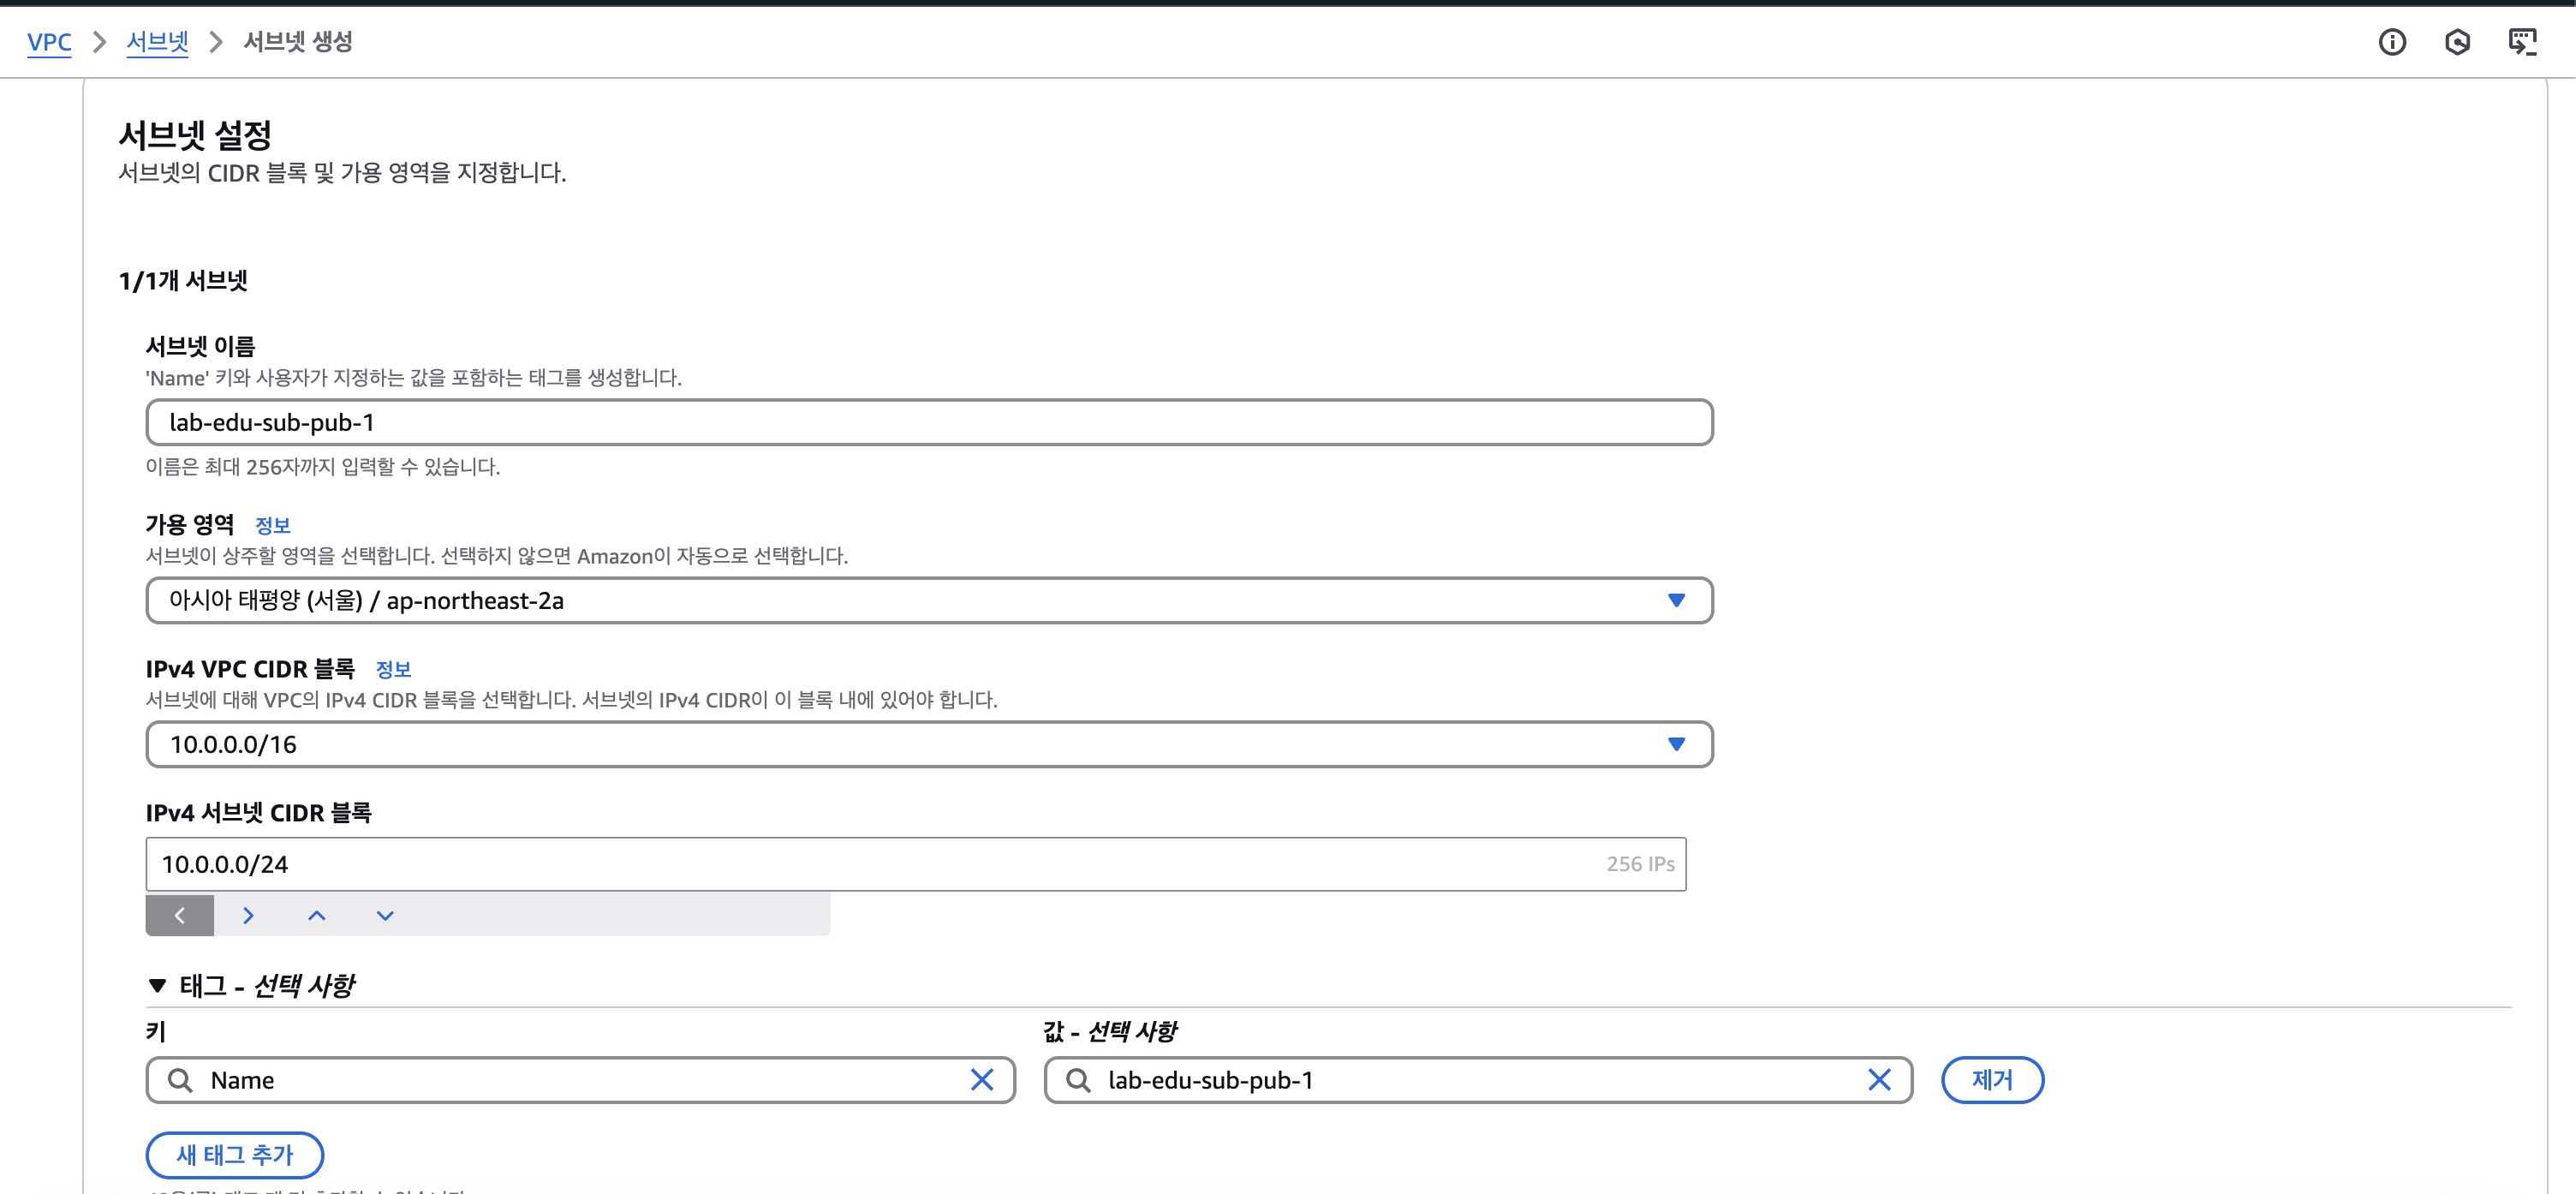 VPC > 서브넷 > 서브넷 생성
서브넷 설정
서브넷의 CIDR 블록 및 가용 영역을 지정합니다.
1/1개 서브넷
서브넷 이름
'Name' 키와 사용자가 지정하는 값을 포함하는 태그를 생성합니다.
lab-edu-sub-pub-1
이름은 최대 256자까지 입력할 수 있습니다.
가용 영역 정보
서브넷이 상주할 영역을 선택합니다. 선택하지 않으면 Amazon이 자동으로 선택합니다.
아시아 태평양 (서울) / ap-northeast-2a
IPv4 VPC CIDR 블록 정보
서브넷에 대해 VPC의 IPv4 CIDR 블록을 선택합니다. 서브넷의 IPv4 CIDR이 이 블록 내에 있어야 합니다.
10.0.0.0/16
IPv4 서브넷 CIDR 블록
10.0.0.0/24 256 IPs
태그 - 선택 사항
키 값 - 선택 사항
Name lab-edu-sub-pub-1 제거
새 태그 추가